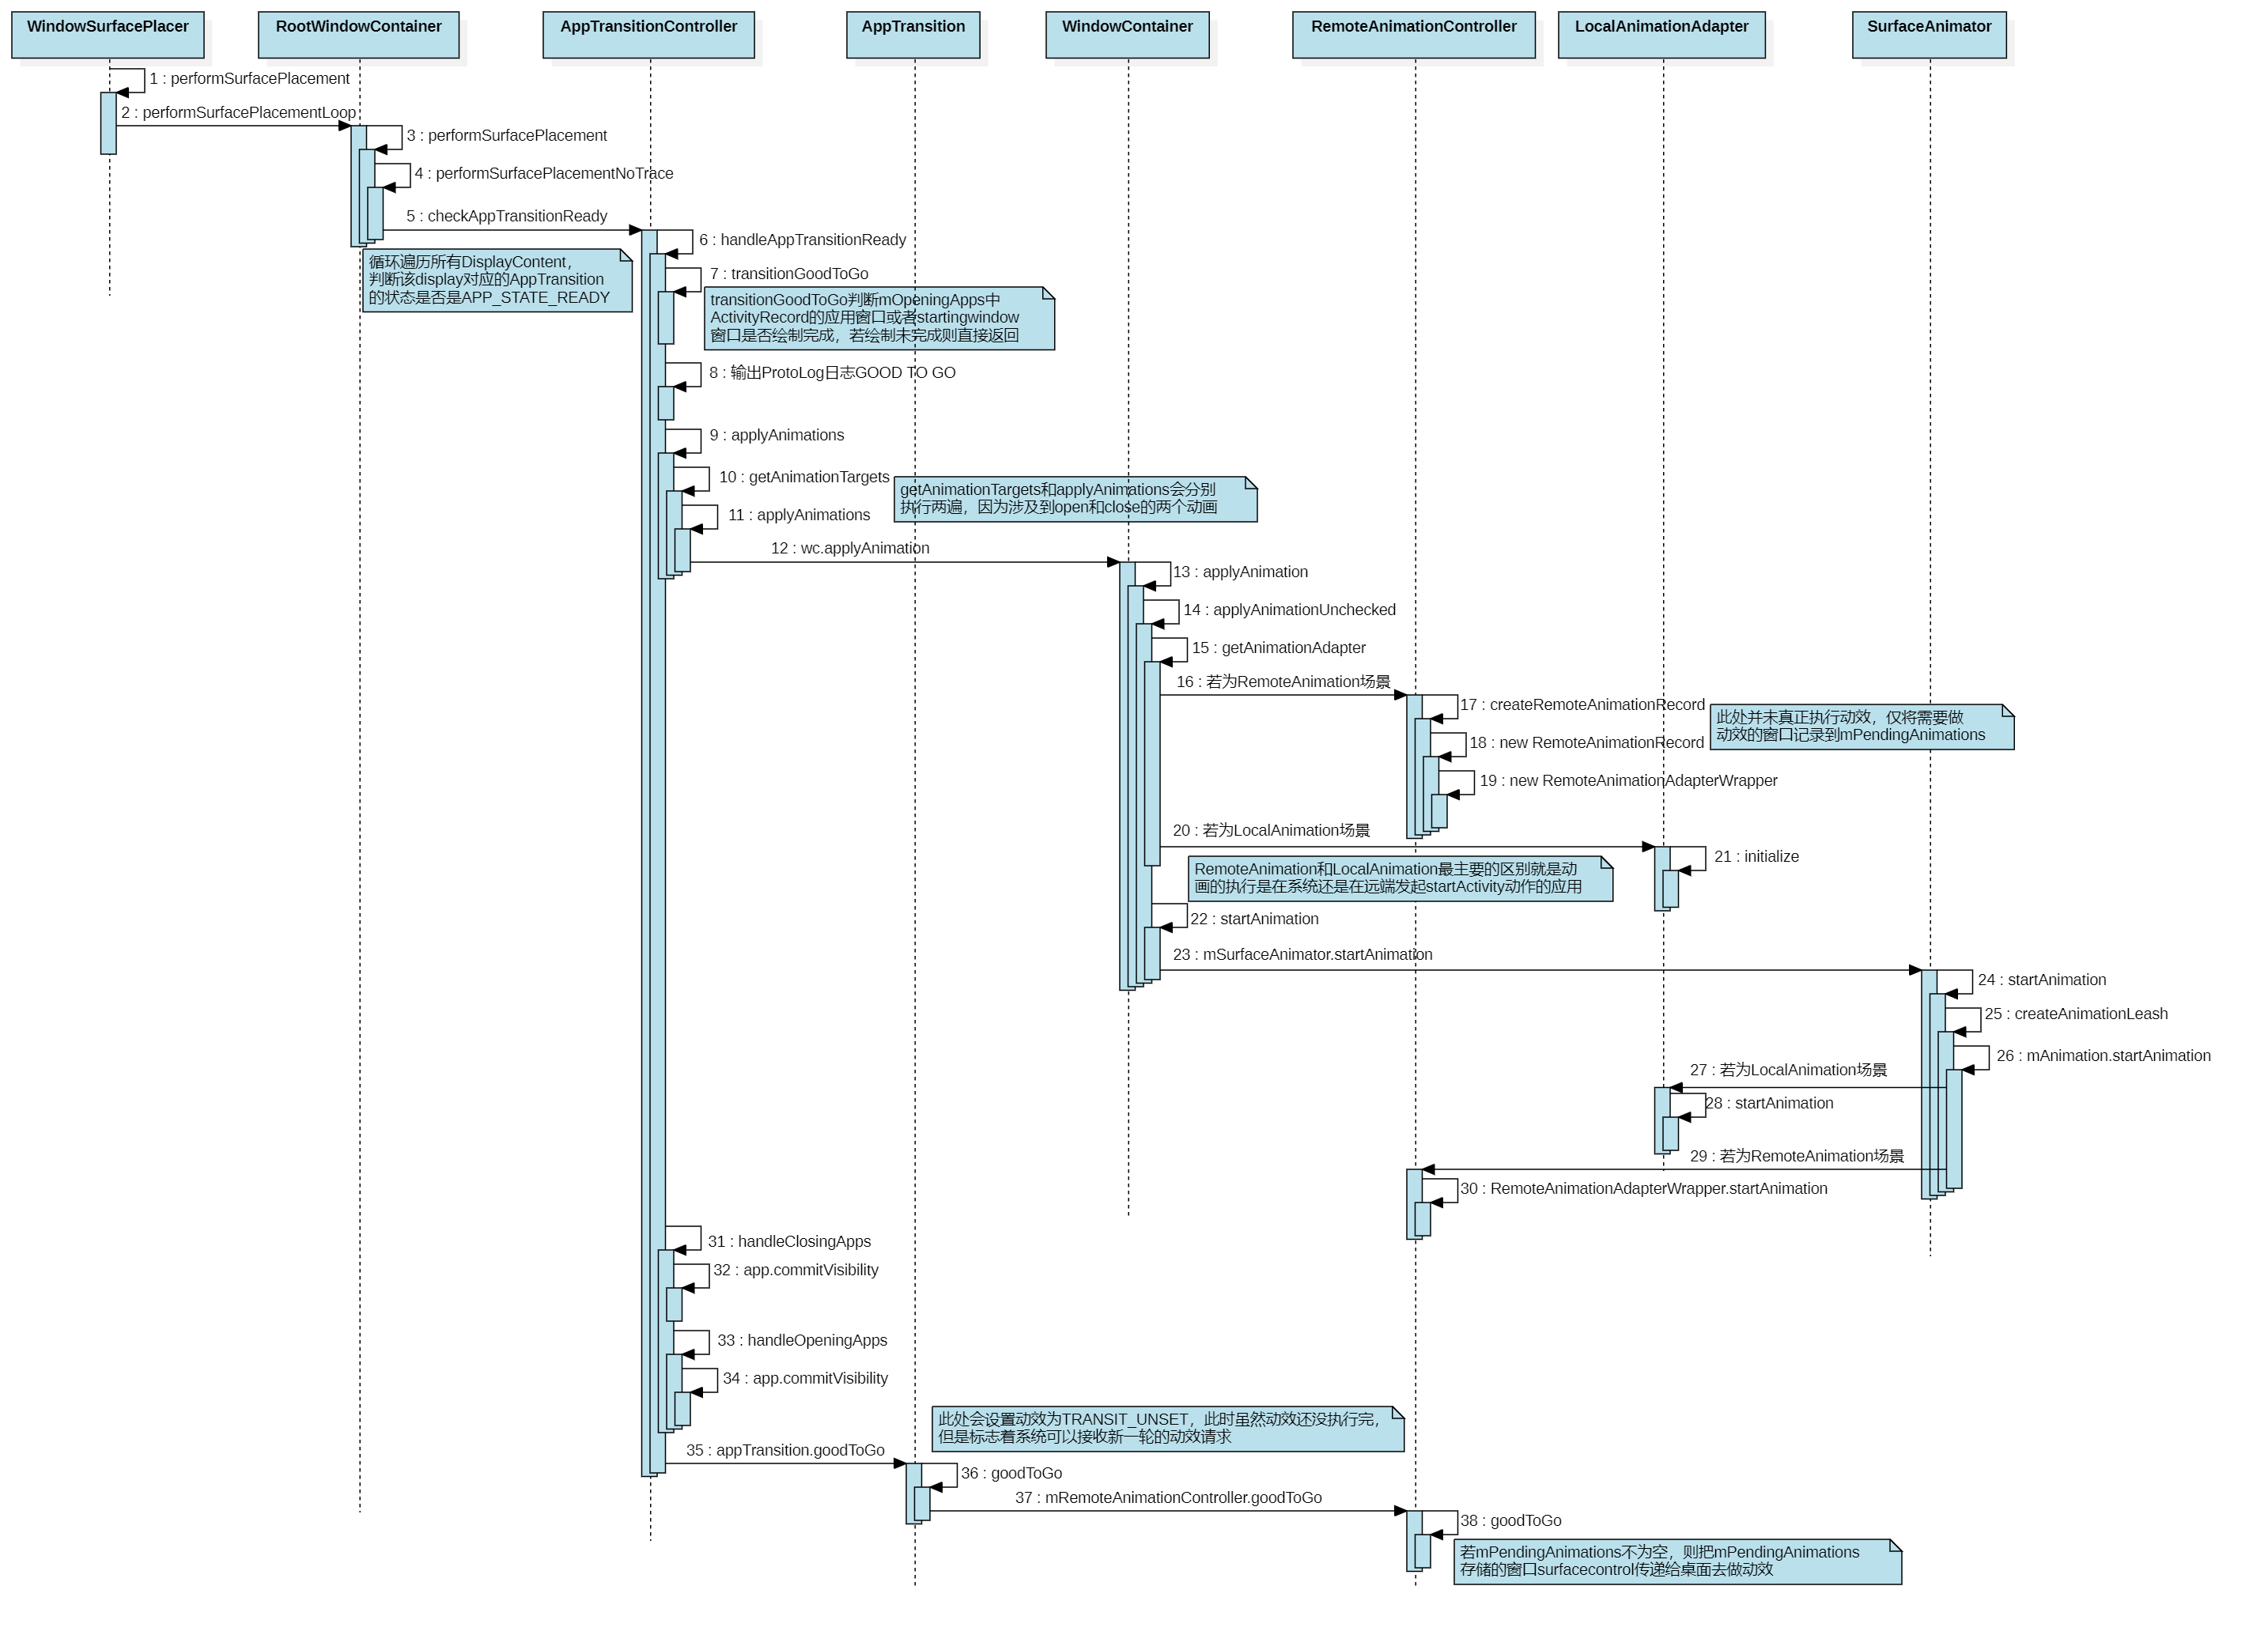 WindowSurfacePlacer
RootWindowContainer
AppTransitionController
AppTransition
WindowContainer
RemoteAnimationController
LocalAnimationAdapter
SurfaceAnimator
1 : performSurfacePlacement
2 : performSurfacePlacementLoop
3 : performSurfacePlacement
4 : performSurfacePlacementNoTrace
5 : checkAppTransitionReady
6 : handleAppTransitionReady
循环遍历所有DisplayContent，
判断该display对应的AppTransition
的状态是否是APP_STATE_READY
7 : transitionGoodToGo
transitionGoodToGo判断mOpeningApps中
ActivityRecord的应用窗口或者startingwindow
窗口是否绘制完成，若绘制未完成则直接返回
8 : 输出ProtoLog日志GOOD TO GO
9 : applyAnimations
10 : getAnimationTargets
getAnimationTargets和applyAnimations会分别
执行两遍，因为涉及到open和close的两个动画
11 : applyAnimations
12 : wc.applyAnimation
13 : applyAnimation
14 : applyAnimationUnchecked
15 : getAnimationAdapter
16 : 若为RemoteAnimation场景
17 : createRemoteAnimationRecord
此处并未真正执行动效，仅将需要做
动效的窗口记录到mPendingAnimations
18 : new RemoteAnimationRecord
19 : new RemoteAnimationAdapterWrapper
20 : 若为LocalAnimation场景
21 : initialize
RemoteAnimation和LocalAnimation最主要的区别就是动
画的执行是在系统还是在远端发起startActivity动作的应用
22 : startAnimation
23 : mSurfaceAnimator.startAnimation
24 : startAnimation
25 : createAnimationLeash
26 : mAnimation.startAnimation
27 : 若为LocalAnimation场景
28 : startAnimation
29 : 若为RemoteAnimation场景
30 : RemoteAnimationAdapterWrapper.startAnimation
31 : handleClosingApps
32 : app.commitVisibility
33 : handleOpeningApps
34 : app.commitVisibility
此处会设置动效为TRANSIT_UNSET，此时虽然动效还没执行完，
但是标志着系统可以接收新一轮的动效请求
35 : appTransition.goodToGo
36 : goodToGo
37 : mRemoteAnimationController.goodToGo
38 : goodToGo
若mPendingAnimations不为空，则把mPendingAnimations
存储的窗口surfacecontrol传递给桌面去做动效